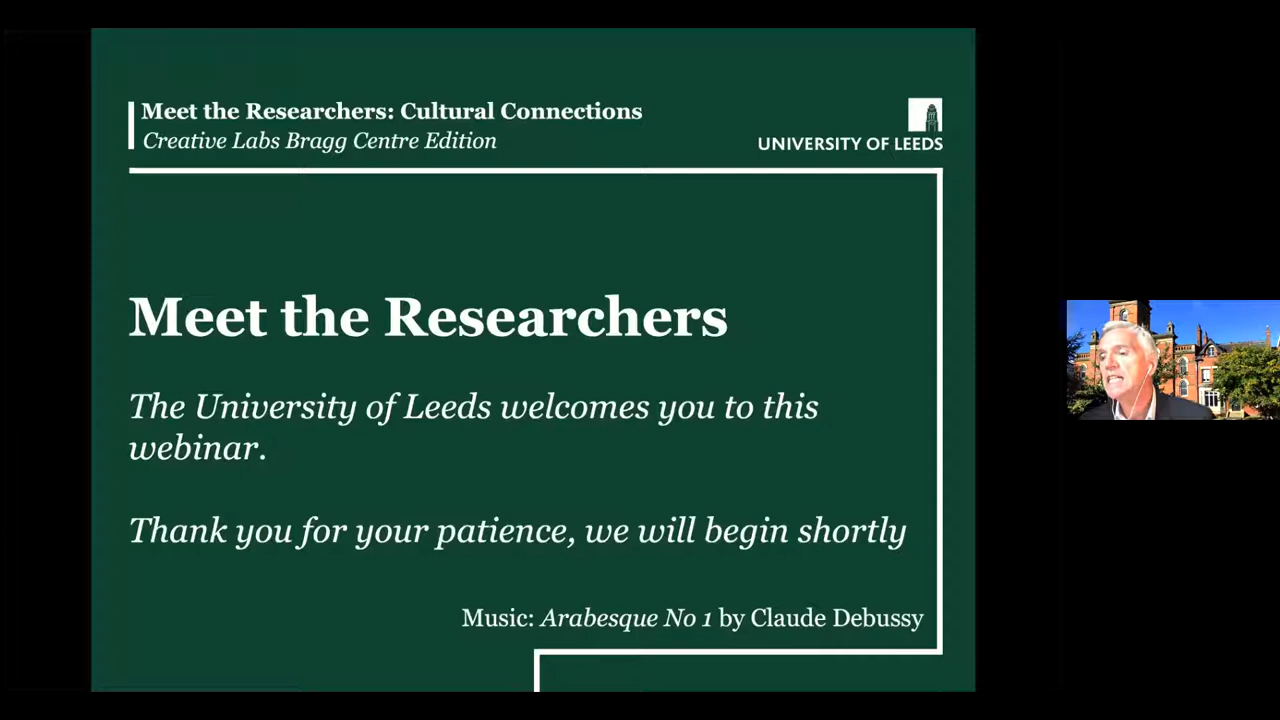 Meet the Researchers: Cultural Connections
Creative Labs Bragg Centre Edition
UNIVERSITY OF LEEDS
Meet the Researchers
The University of Leeds welcomes you to this
webinar.
Thank you for your patience, we will begin shortly
Music: Arabesque No 1 by Claude Debussy